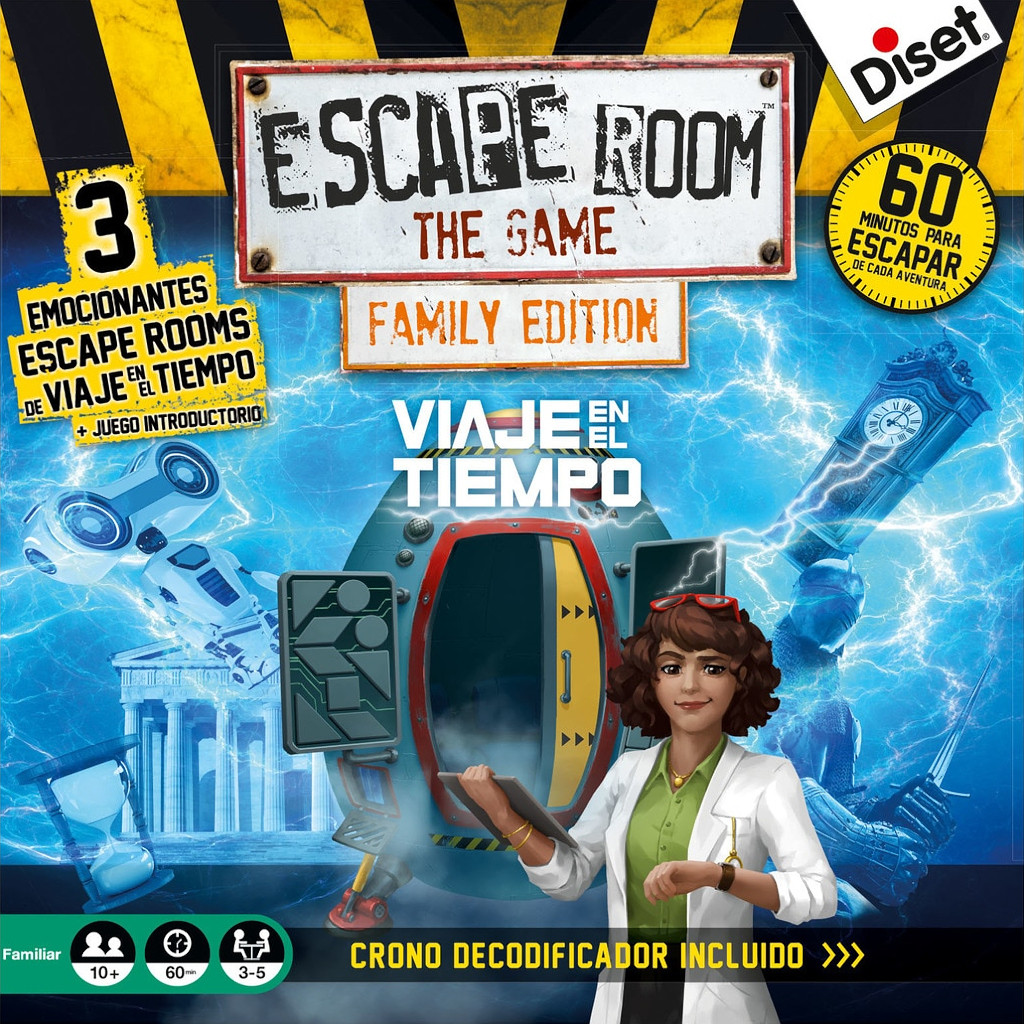 Diset®
ESCAPE ROOM™
THE GAME
FAMILY EDITION
3
EMOCIONANTES
ESCAPE ROOMS
DE VIAJE EN EL TIEMPO
+ JUEGO INTRODUCTORIO
60
MINUTOS PARA
ESCAPAR
DE CADA AVENTURA
VIAJE EN EL
TIEMPO
Familiar
10+
60 min
3-5
CRONO DECODIFICADOR INCLUIDO >>>